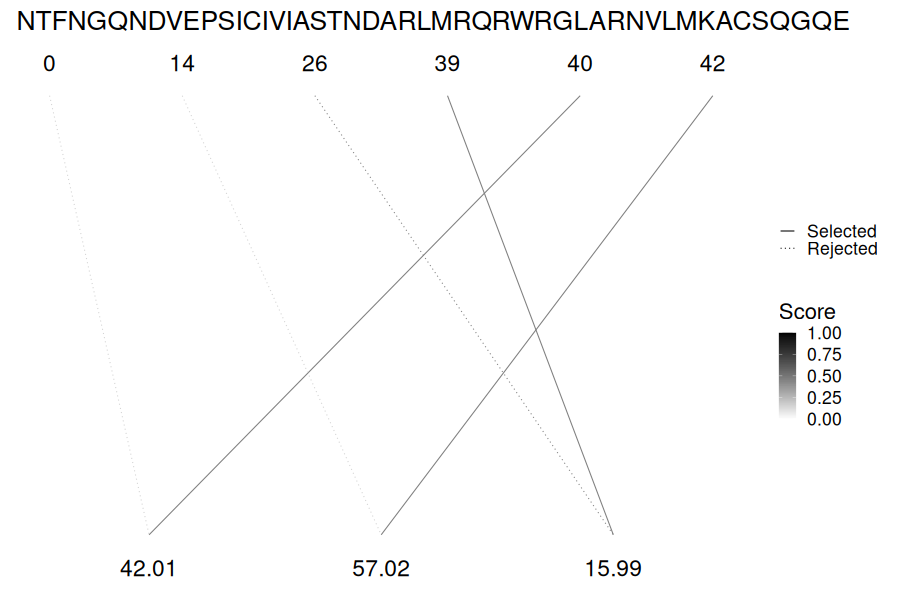 NTFNGQNDVEPSICIVIASTNDARLMRQRWRGLARNVLMKACSQGQE
0 14 26 39 40 42
Selected
Rejected
Score
1.00
0.75
0.50
0.25
0.00
42.01 57.02 15.99